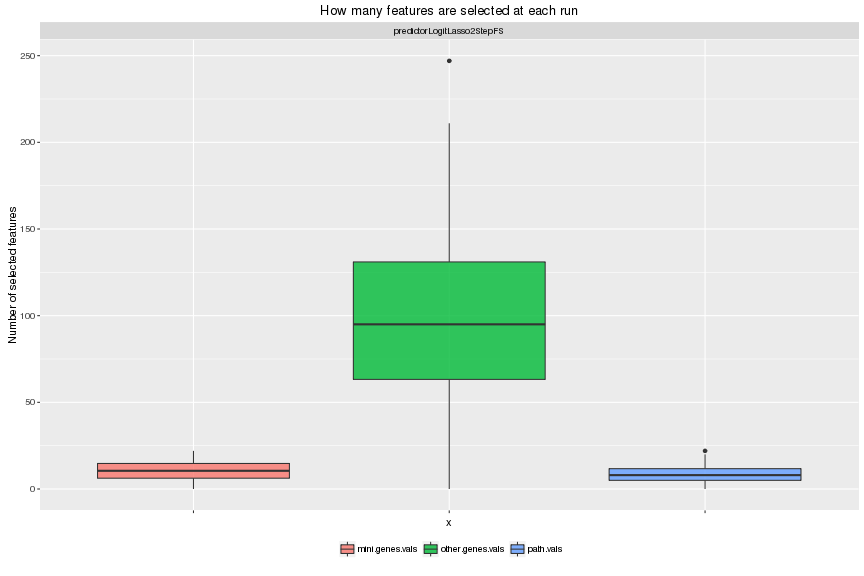 How many features are selected at each run
predictorLogitLasso2StepFS
Number of selected features
250
200
150
100
50
0
x
mini.genes.vals other.genes.vals path.vals